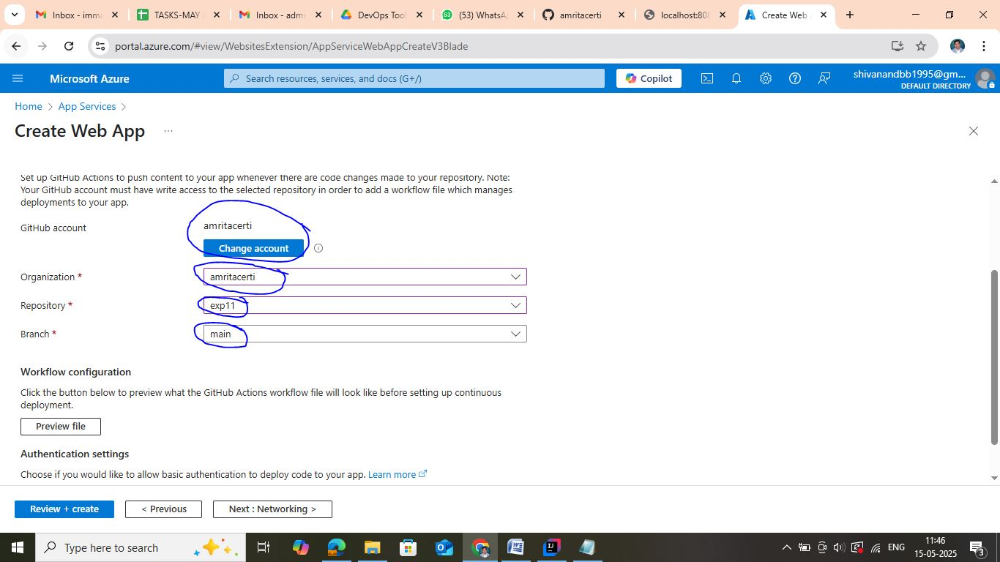 Inbox - imma
TASKS-MAY
Inbox - admi
DevOps Tool
(53) WhatsA
amritacerti
localhost:808
Create Web A
portal.azure.com/#view/WebsitesExtension/AppServiceWebAppCreateV3Blade
Microsoft Azure
Search resources, services, and docs (G+/)
Copilot
shivanandbb1995@gm...
DEFAULT DIRECTORY
Home > App Services >
Create Web App ...
Set up GitHub Actions to push content to your app whenever there are code changes made to your repository. Note:
Your GitHub account must have write access to the selected repository in order to add a workflow file which manages
deployments to your app.
GitHub account
amritacerti
Change account
Organization *
amritacerti
Repository *
exp11
Branch *
main
Workflow configuration
Click the button below to preview what the GitHub Actions workflow file will look like before setting up continuous
deployment.
Preview file
Authentication settings
Choose if you would like to allow basic authentication to deploy code to your app. Learn more
Review + create
< Previous
Next : Networking >
Type here to search
ENG
11:46
15-05-2025
3